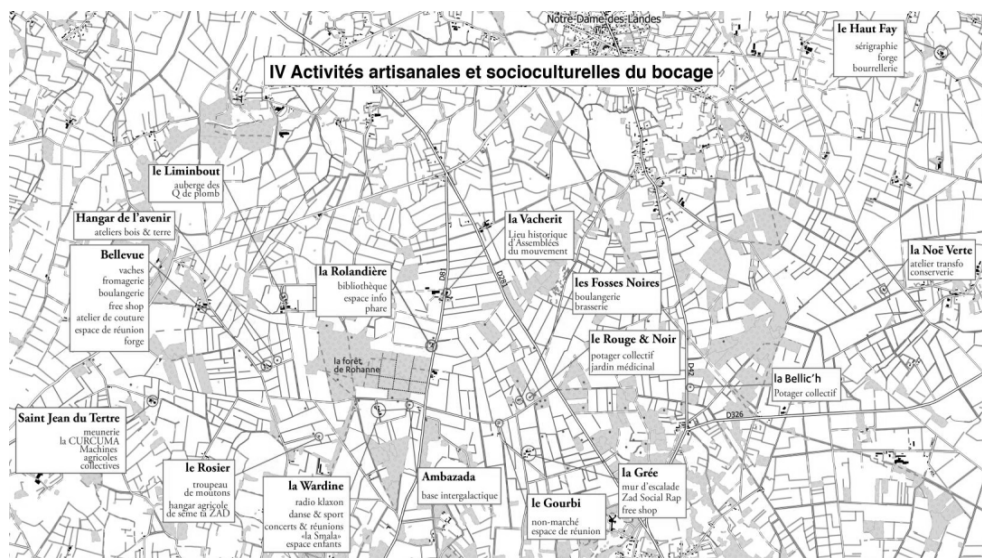 Notre-Dame-des-Landes
IV Activités artisanales et socioculturelles du bocage
le Haut Fay
sérigraphie
forge
bourrellerie
le Liminbout
auberge des
Q de plomb
Hangar de l'avenir
ateliers bois & terre
Bellevue
vaches
fromagerie
boulangerie
free shop
atelier de couture
espace de réunion
forge
la Rolandière
bibliothèque
espace info
phare
la Vacherit
Lieu historique
d'Assemblées
du mouvement
les Fosses Noires
boulangerie
brasserie
la Noë Verte
atelier transfo
conserverie
le Rouge & Noir
potager collectif
jardin médicinal
la Bellic'h
Potager collectif
la forêt
de Rohanne
D81
D281
D42
D326
Saint Jean du Tertre
meunerie
la CURCUMA
Machines
agricoles
collectives
le Rosier
troupeau
de moutons
hangar agricole
de sème ta ZAD
la Wardine
radio klaxon
danse & sport
concerts & réunions
«la Smala»
espace enfants
Ambazada
base intergalactique
le Gourbi
non-marché
espace de réunion
la Grée
mur d'escalade
Zad Social Rap
free shop